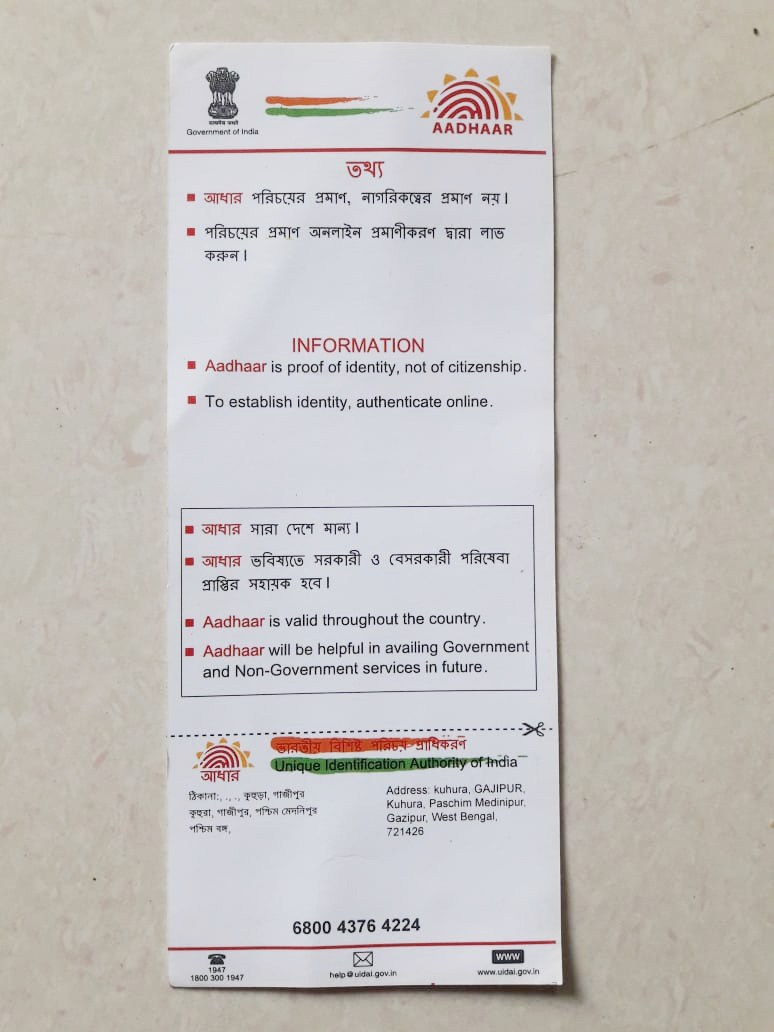 सत्यमेव जयते
Government of India
AADHAAR
তথ্য
■ আধার পরিচয়ের প্রমাণ, নাগরিকত্বের প্রমাণ নয়।
■ পরিচয়ের প্রমাণ অনলাইন প্রমাণীকরণ দ্বারা লাভ
করুন।
INFORMATION
■ Aadhaar is proof of identity, not of citizenship.
■ To establish identity, authenticate online.
■ আধার সারা দেশে মান্য।
■ আধার ভবিষ্যতে সরকারী ও বেসরকারী পরিষেবা
প্রাপ্তির সহায়ক হবে।
■ Aadhaar is valid throughout the country.
■ Aadhaar will be helpful in availing Government
and Non-Government services in future.
ভারতীয় বিশিষ্ট পরিচয় প্রাধিকরণ
Unique Identification Authority of India
আধার
ঠিকানা:, ., ., কুহুড়া, গাজীপুর
কুহুরা, গাজীপুর, পশ্চিম মেদনিপুর
পশ্চিম বঙ্গ,
Address: kuhura, GAJIPUR,
Kuhura, Paschim Medinipur,
Gazipur, West Bengal,
721426
6800 4376 4224
1947
1800 300 1947
help@uidai.gov.in
www
www.uidai.gov.in